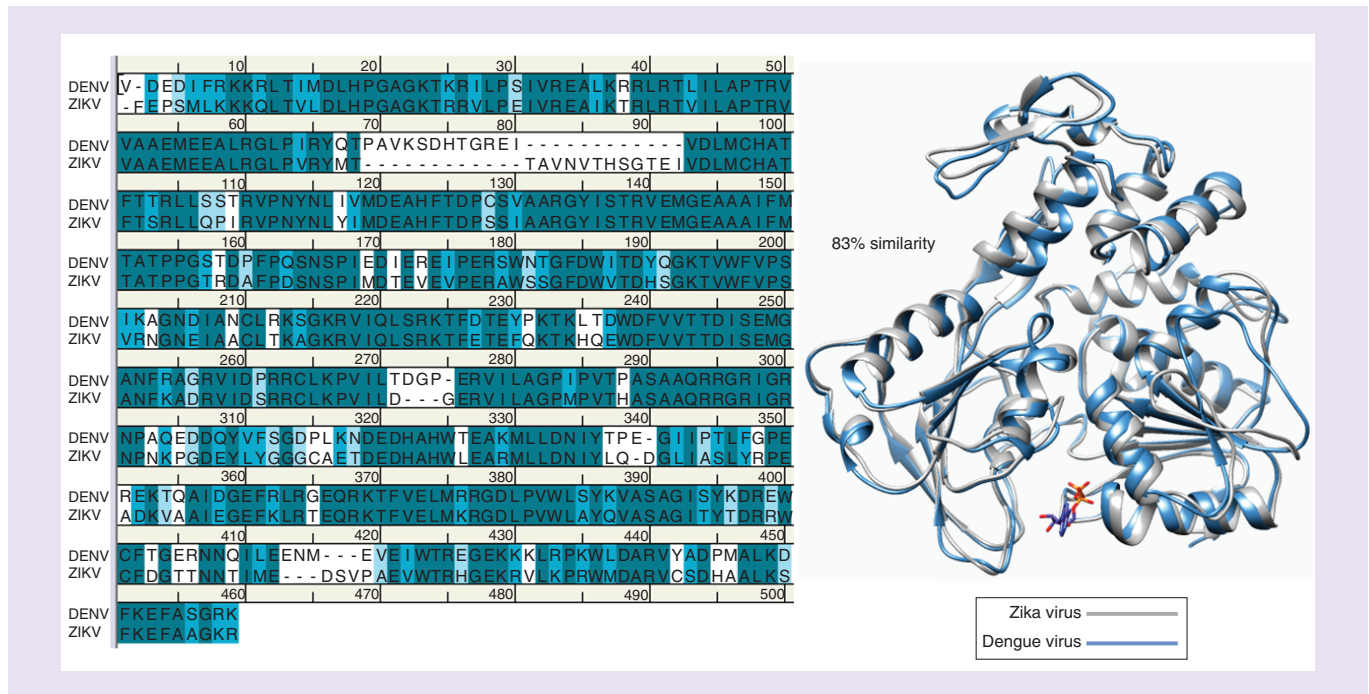 10 20 30 40 50
DENV V-DEDIFRKKRLTIMDLHPGAGKTKRILPSIVREALKRRLRTLILAPTRV
ZIKV -FEPSMLKKKQLTVLDLHPGAGKTRRVLPEIVREAIKTRLRTVILAPTRV
60 70 80 90 100
DENV VAAEMEEALRGLPIRYQTPAVKSDHTGREI------------VDLMCHAT
ZIKV VAAEMEEALRGLPVRYMT------------TAVNVTHSGTEIVDLMCHAT
110 120 130 140 150
DENV FTTRLLSSTRVPNYNLIVMDEAHFTDPCSVAARGYISTRVEMGEAAAIFM
ZIKV FTSRLLQPIRVPNYNLYIMDEAHFTDPSSIAARGYISTRVEMGEAAAIFM
160 170 180 190 200
DENV TATPPGSTDPFPQSNSPIEDIEREIPERSWNTGFDWITDYQGKTVWFVPS
ZIKV TATPPGTRDAFPDSNSPIMDTEVEVPERAWSSGFDWVTDHSGKTVWFVPS
210 220 230 240 250
DENV IKAGNDIANCLRKSGKRVIQLSRKTFDTEYPKTKLTDWDFVVTTDISEMG
ZIKV VRNGNEIAACLTKAGKRVIQLSRKTFETEFQKTKHQEWDFVVTTDISEMG
260 270 280 290 300
DENV ANFRAGRVIDPRRCLKPVILTDGP-ERVILAGPIPVTPASAAQRRGRIGR
ZIKV ANFKADRVIDSRRCLKPVILD---GERVILAGPMPVTHASAAQRRGRIGR
310 320 330 340 350
DENV NPAQEDDQYVFSGDPLKNDEDHAHWTEAKMLLDNIYTPE-GIIPTLFGPE
ZIKV NPNKPGDEYLYGGGCAETDEDHAHWLEARMLLDNIYLQ-DGLIASLYRPE
360 370 380 390 400
DENV REKTQAIDGEFRLRGEQRKTFVELMRRGDLPVWLSYKVASAGISYKDREW
ZIKV ADKVAAIEGEFKLRTEQRKTFVELMKRGDLPVWLAYQVASAGITYTDRRW
410 420 430 440 450
DENV CFTGERNNQILEENM---EVEIWTREGEKKKLRPKWLDARVYADPMALKD
ZIKV CFDGTTNNTIME---DSVPAEVWTRHGEKRVLKPRWMDARVCSDHAALKS
460 470 480 490 500
DENV FKEFASGRK
ZIKV FKEFAAGKR
83% similarity
Zika virus
Dengue virus